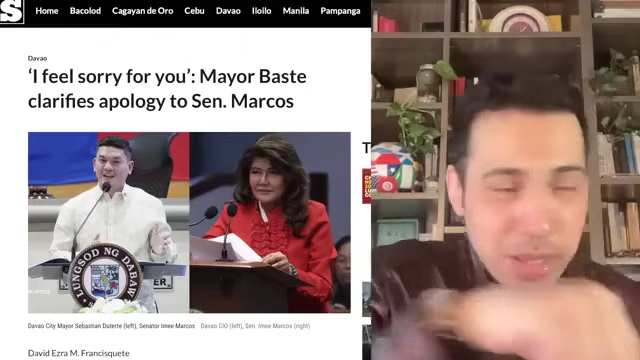 S Home Bacolod Cagayan de Oro Cebu Davao Iloilo Manila Pampanga
Davao
‘I feel sorry for you’: Mayor Baste
clarifies apology to Sen. Marcos
LUNGSOD NG DABAW
Davao City Mayor Sebastian Duterte (left), Senator Imee Marcos Davao CIO (left), Sen. Imee Marcos (right)
David Ezra M. Francisquete